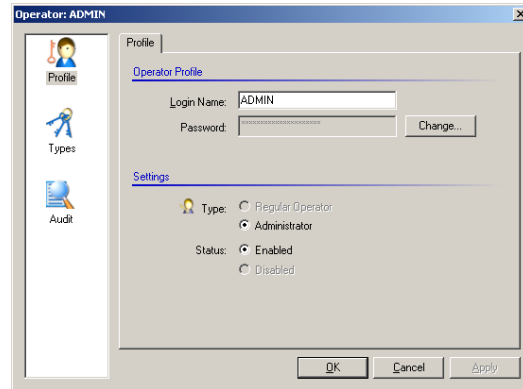 Operator: ADMIN
Profile
Types
Audit
Profile
Operator Profile
Login Name: ADMIN
Password: Change...
Settings
Type: Regular Operator
Administrator
Status: Enabled
Disabled
OK Cancel Apply